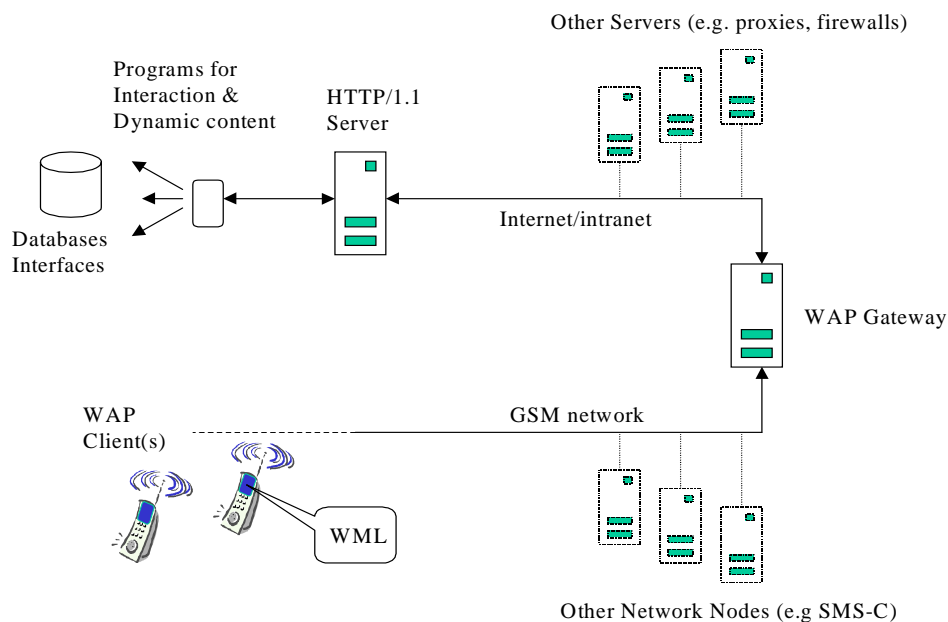 Other Servers (e.g. proxies, firewalls)
Programs for
Interaction &
Dynamic content
HTTP/1.1
Server
Internet/intranet
Databases
Interfaces
WAP Gateway
GSM network
WAP
Client(s)
WML
Other Network Nodes (e.g SMS-C)